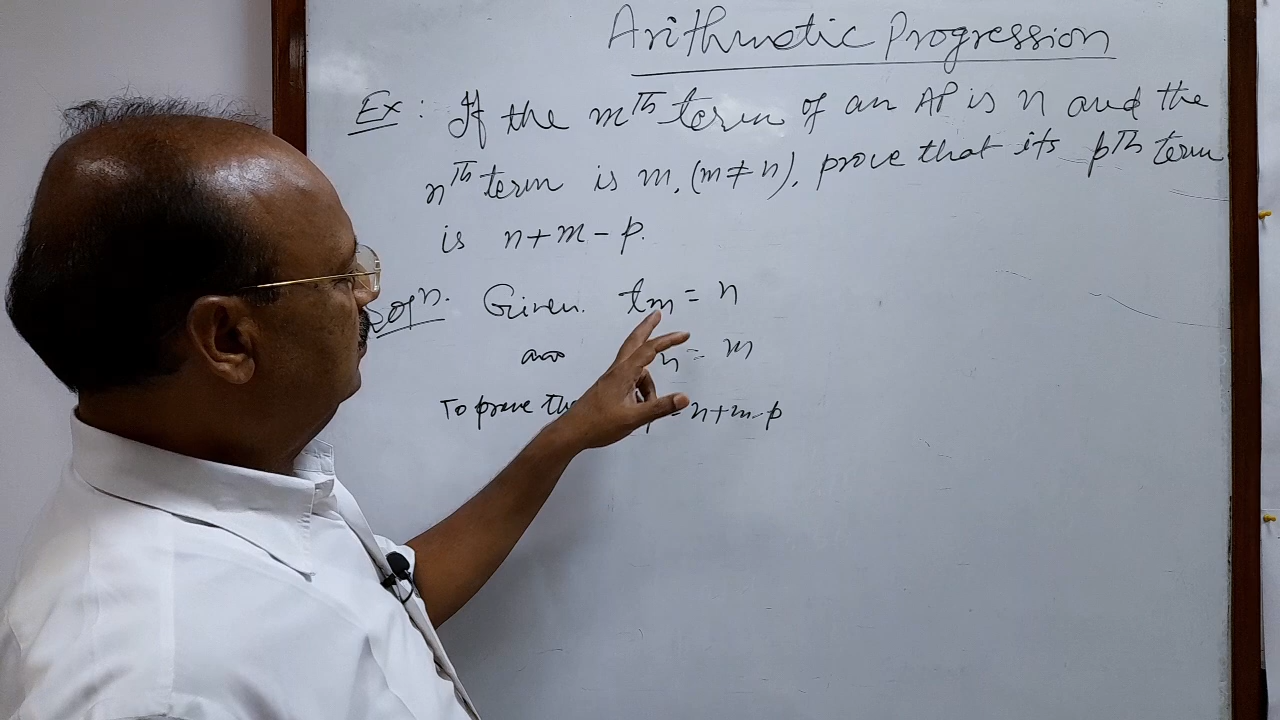 Arithmetic Progression
Ex: If the mth term of an AP is n and the
nth term is m, (m≠n), prove that its pth term
is n+m-p.
Soln. Given. tm = n
n = m
To prove = n+m-p